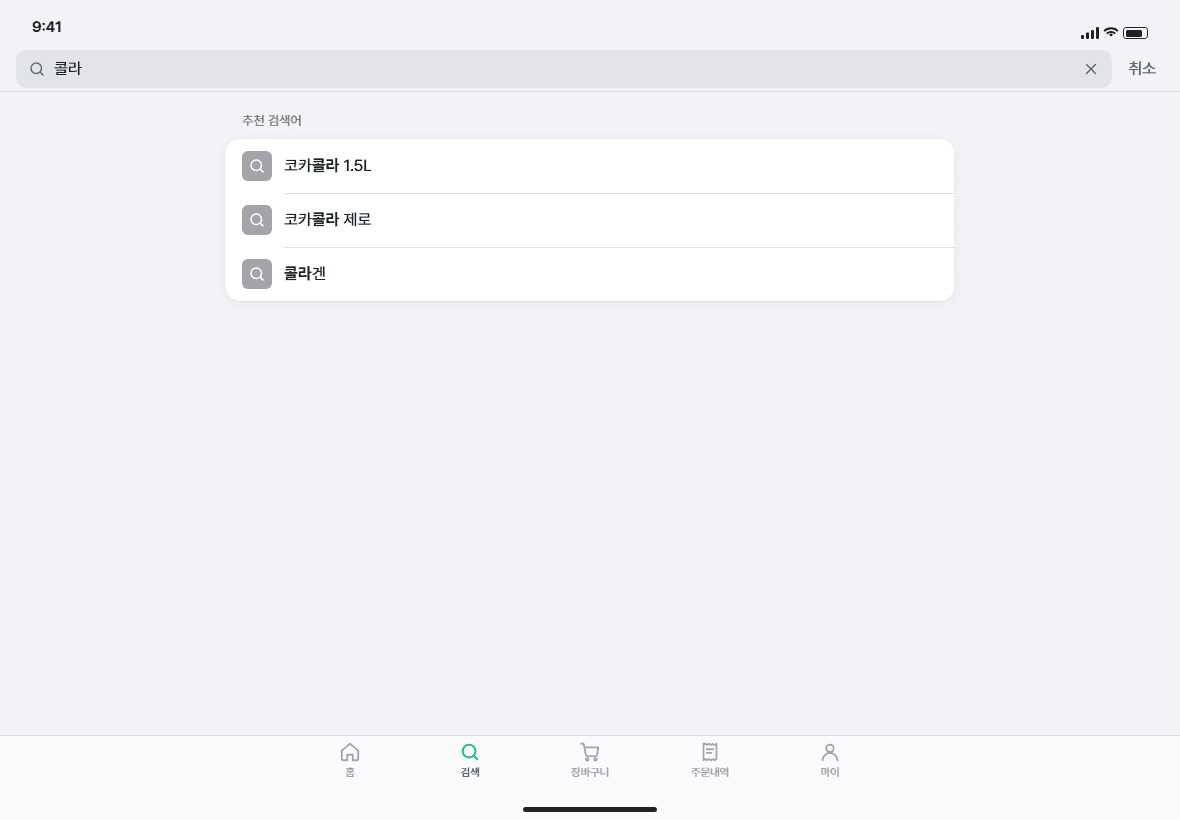 9:41
콜라
취소
추천 검색어
코카콜라 1.5L
코카콜라 제로
콜라겐
홈
검색
장바구니
주문내역
마이